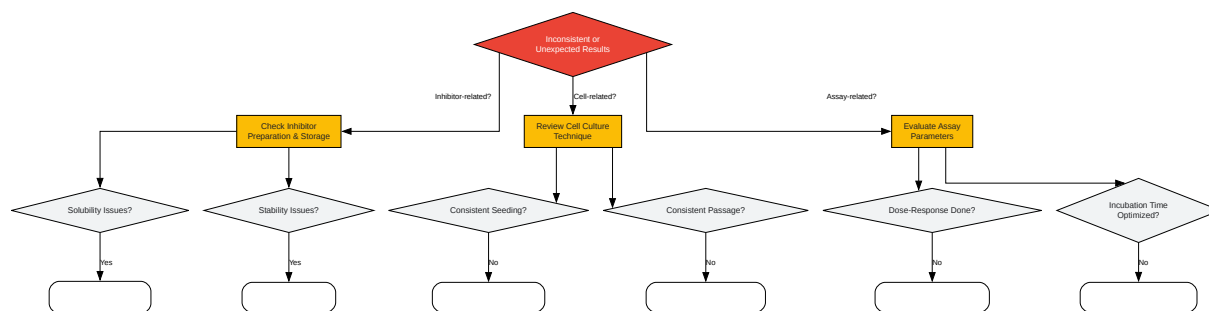 Inconsistent or
Unexpected Results
Inhibitor-related?
Cell-related?
Assay-related?
Check Inhibitor
Preparation & Storage
Review Cell Culture
Technique
Evaluate Assay
Parameters
Solubility Issues?
Stability Issues?
Consistent Seeding?
Consistent Passage?
Dose-Response Done?
Incubation Time
Optimized?
Yes
Yes
No
No
No
No